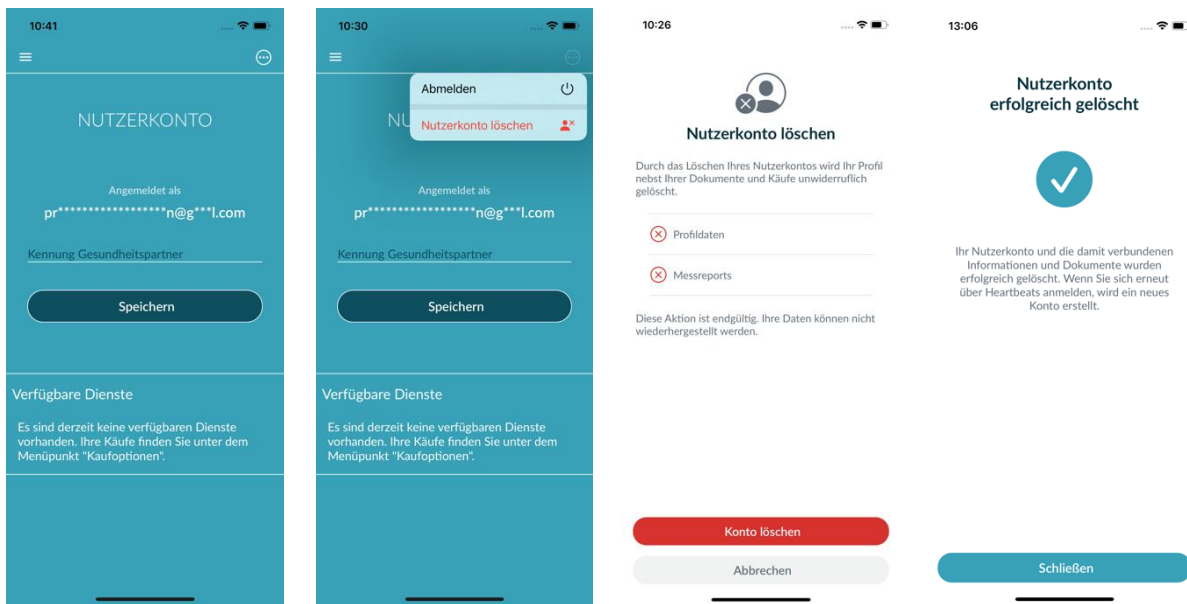 10:41
NUTZERKONTO
Angemeldet als
pr******************n@g***l.com
Kennung Gesundheitspartner
Speichern
Verfügbare Dienste
Es sind derzeit keine verfügbaren Dienste
vorhanden. Ihre Käufe finden Sie unter dem
Menüpunkt "Kaufoptionen".
10:30
Abmelden
Nutzerkonto löschen
NU
Angemeldet als
pr******************n@g***l.com
Kennung Gesundheitspartner
Speichern
Verfügbare Dienste
Es sind derzeit keine verfügbaren Dienste
vorhanden. Ihre Käufe finden Sie unter dem
Menüpunkt "Kaufoptionen".
10:26
Nutzerkonto löschen
Durch das Löschen Ihres Nutzerkontos wird Ihr Profil
nebst Ihrer Dokumente und Käufe unwiderruflich
gelöscht.
Profildaten
Messreports
Diese Aktion ist endgültig. Ihre Daten können nicht
wiederhergestellt werden.
Konto löschen
Abbrechen
13:06
Nutzerkonto
erfolgreich gelöscht
Ihr Nutzerkonto und die damit verbundenen
Informationen und Dokumente wurden
erfolgreich gelöscht. Wenn Sie sich erneut
über Heartbeats anmelden, wird ein neues
Konto erstellt.
Schließen